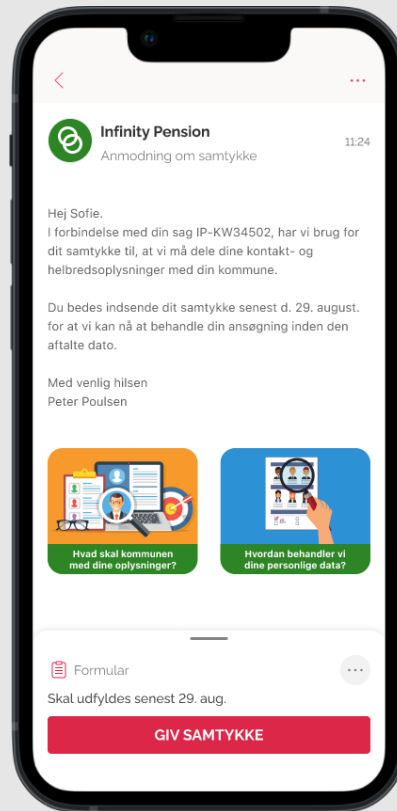 Infinity Pension
11:24
Anmodning om samtykke
Hej Sofie.
I forbindelse med din sag IP-KW34502, har vi brug for
dit samtykke til, at vi må dele dine kontakt- og
helbredsoplysninger med din kommune.
Du bedes indsende dit samtykke senest d. 29. august.
for at vi kan nå at behandle din ansøgning inden den
aftalte dato.
Med venlig hilsen
Peter Poulsen
Hvad skal kommunen
med dine oplysninger?
Hvordan behandler vi
dine personlige data?
Formular
Skal udfyldes senest 29. aug.
GIV SAMTYKKE